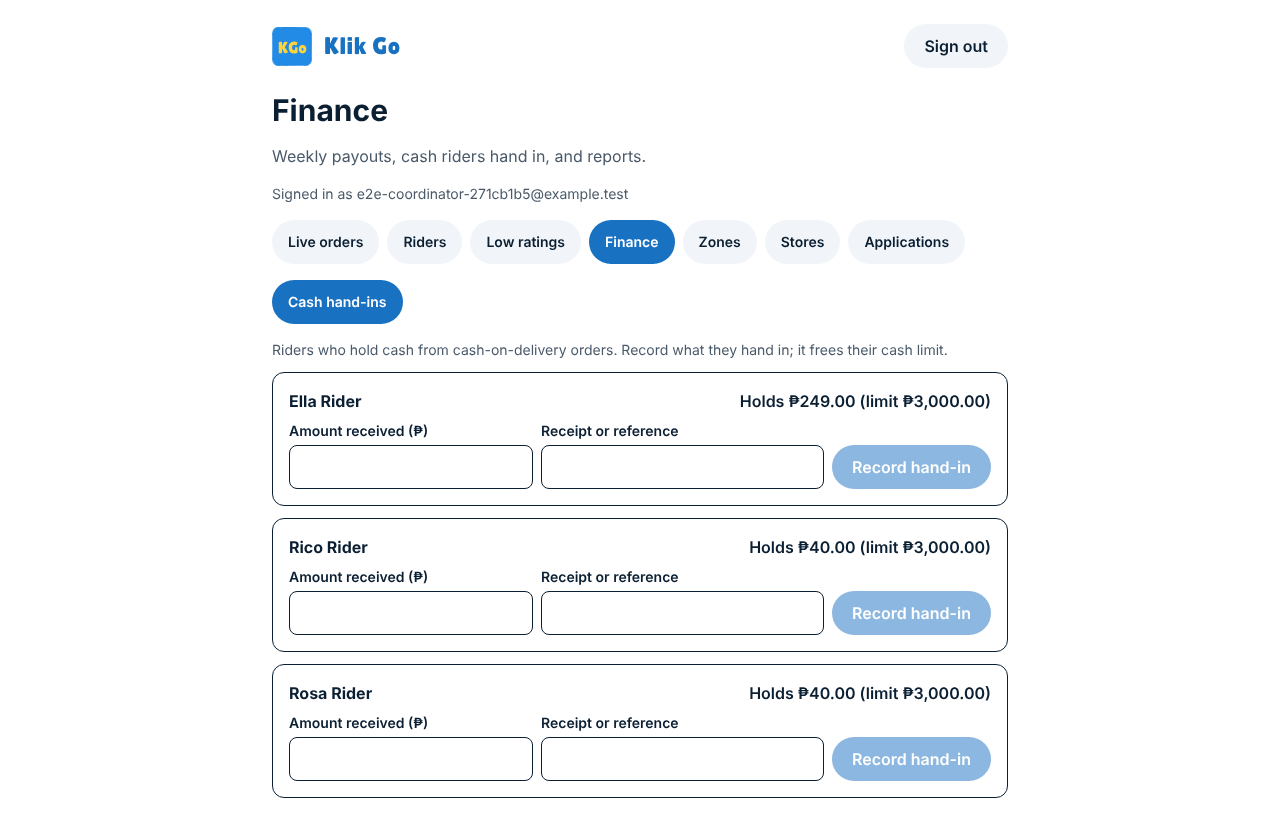 KGo Klik Go
Sign out
Finance
Weekly payouts, cash riders hand in, and reports.
Signed in as e2e-coordinator-271cb1b5@example.test
Live orders Riders Low ratings Finance Zones Stores Applications
Cash hand-ins
Riders who hold cash from cash-on-delivery orders. Record what they hand in; it frees their cash limit.
Ella Rider Holds ₱249.00 (limit ₱3,000.00)
Amount received (₱) Receipt or reference
Record hand-in
Rico Rider Holds ₱40.00 (limit ₱3,000.00)
Amount received (₱) Receipt or reference
Record hand-in
Rosa Rider Holds ₱40.00 (limit ₱3,000.00)
Amount received (₱) Receipt or reference
Record hand-in